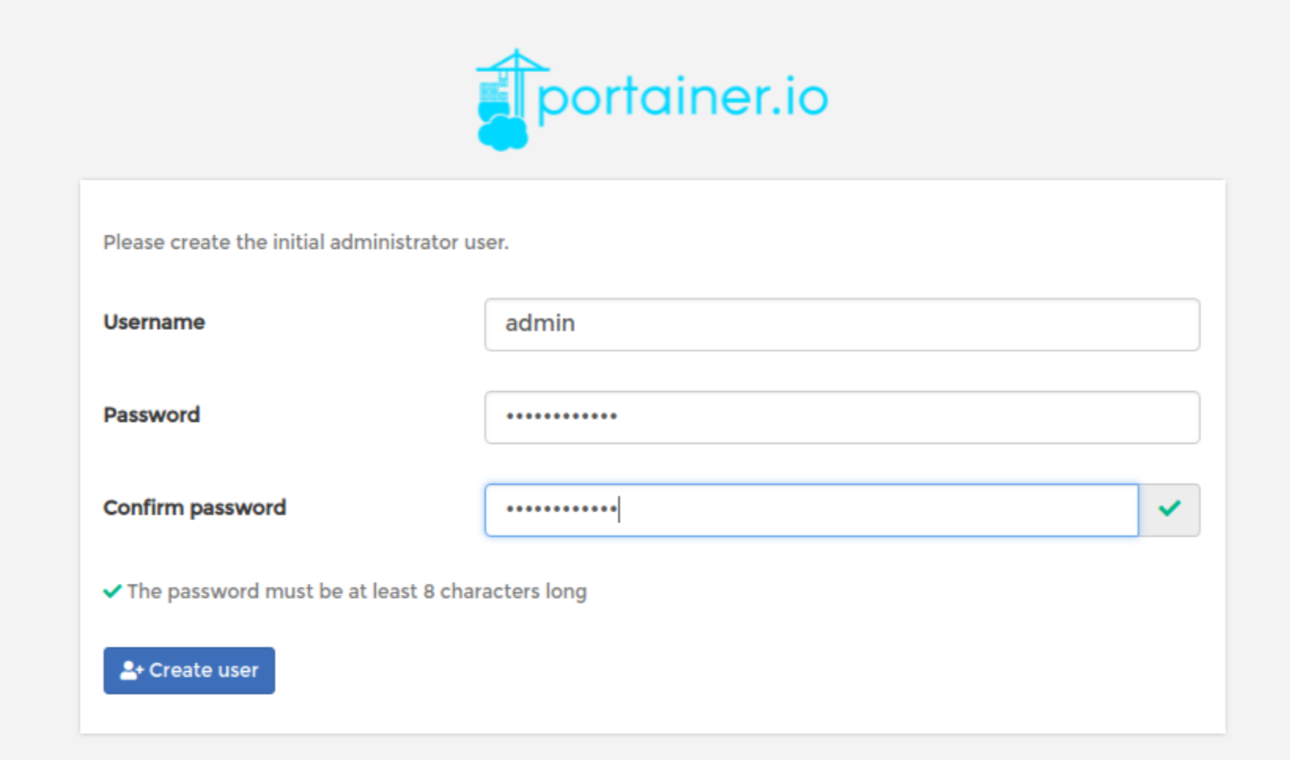 portainer.io
Please create the initial administrator user.
Username
admin
Password
••••••••••••
Confirm password
••••••••••••
The password must be at least 8 characters long
Create user